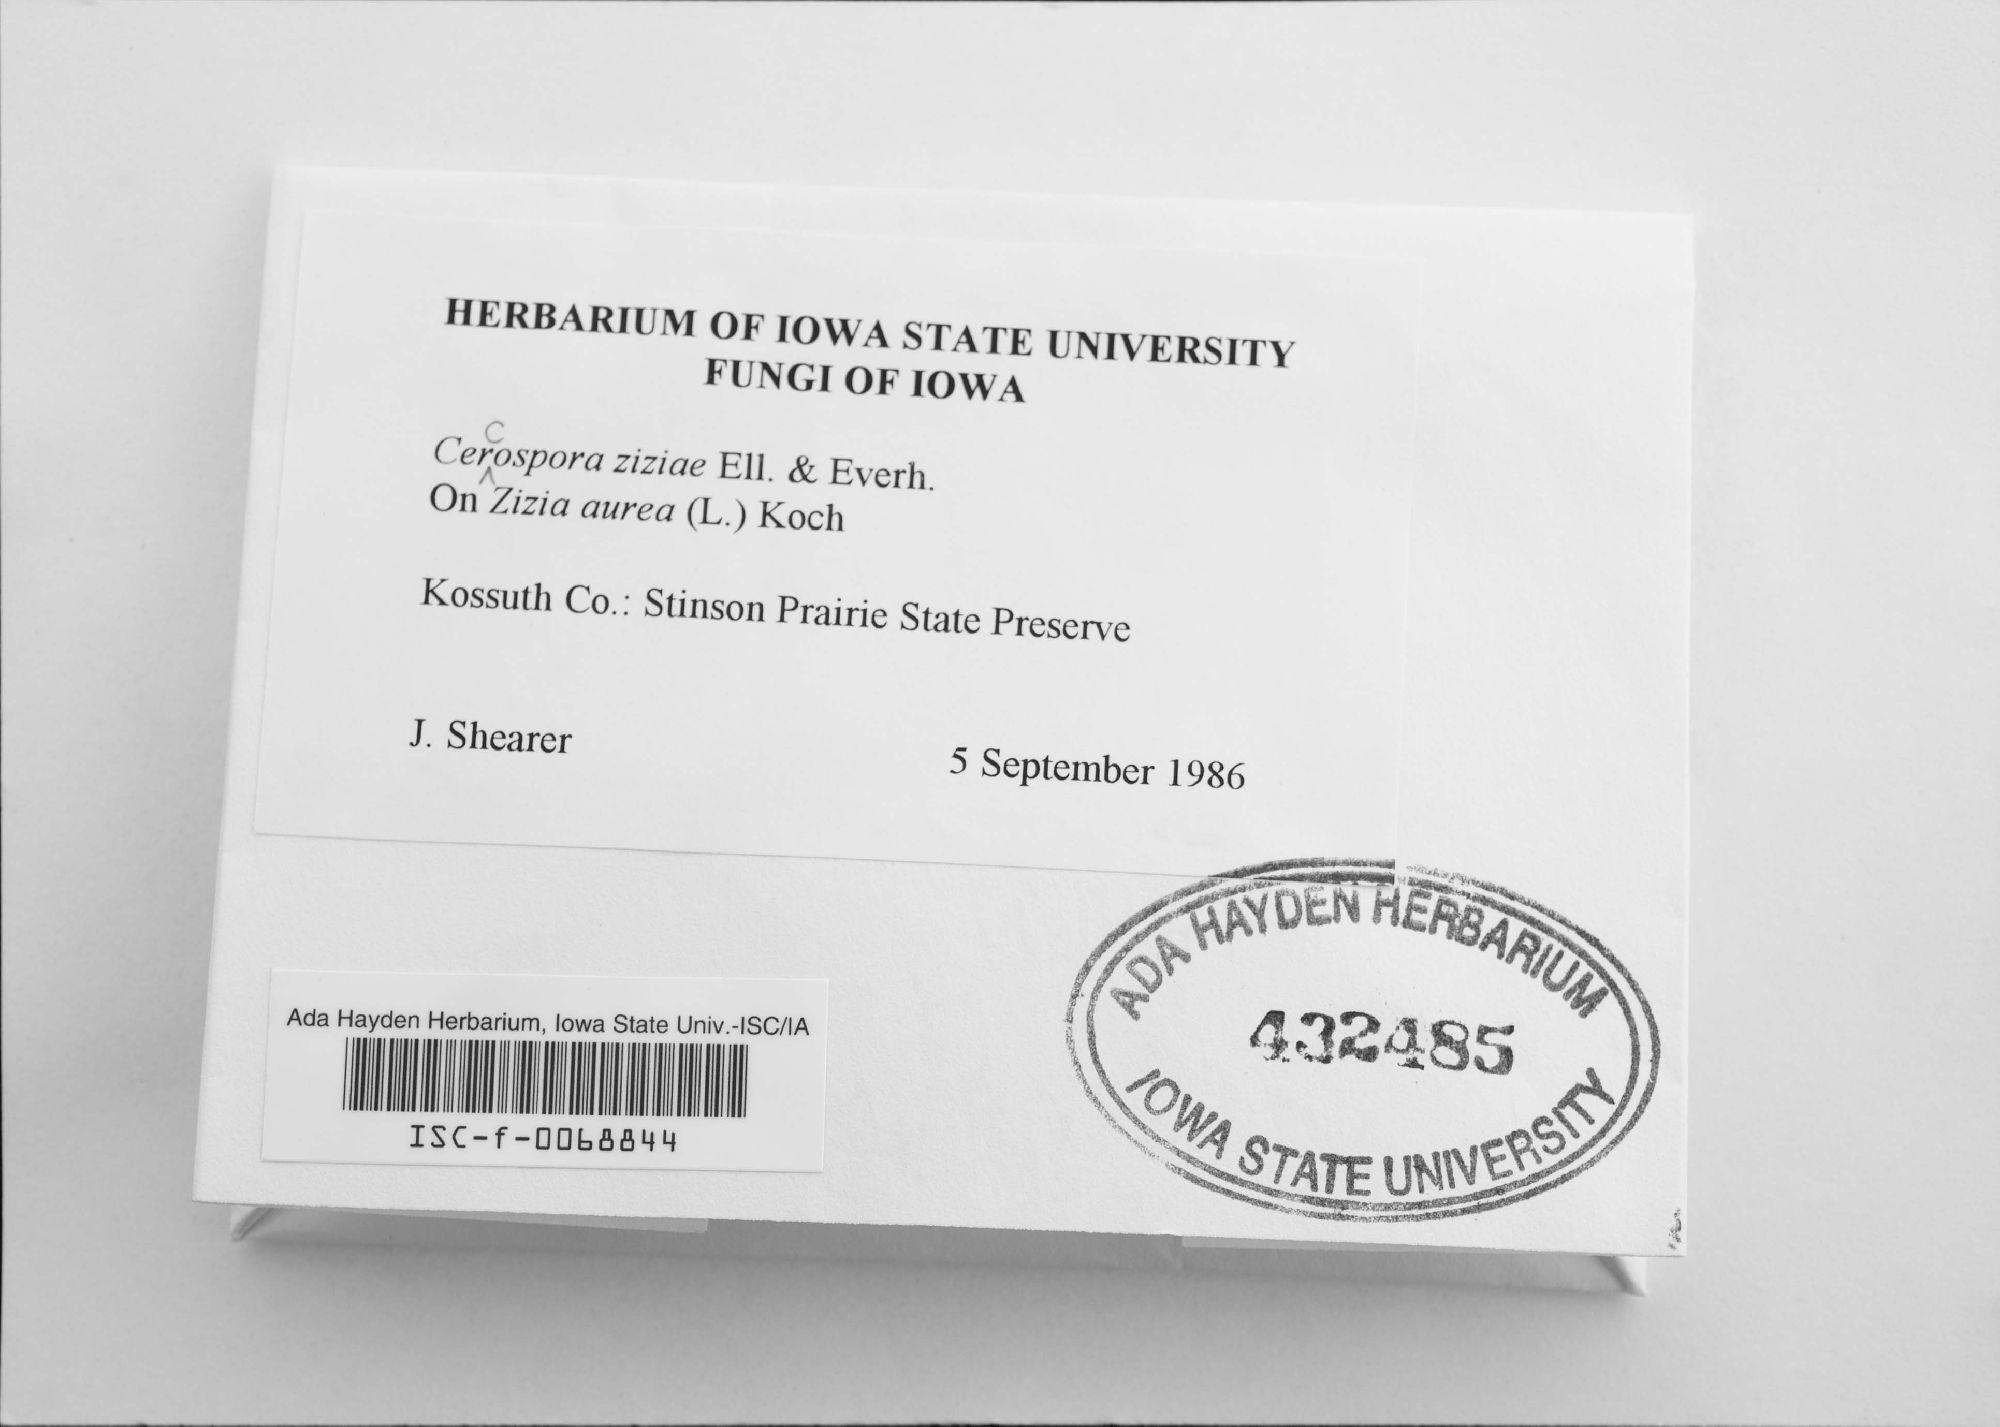 HERBARIUM OF IOWA STATE UNIVERSITY
FUNGI OF IOWA
Cercospora ziziae Ell. & Everh.
On Zizia aurea (L.) Koch
Kossuth Co.: Stinson Prairie State Preserve
J. Shearer 5 September 1986
ADA HAYDEN HERBARIUM
432485
IOWA STATE UNIVERSITY
Ada Hayden Herbarium, Iowa State Univ.-ISC/IA
ISC-f-0068844